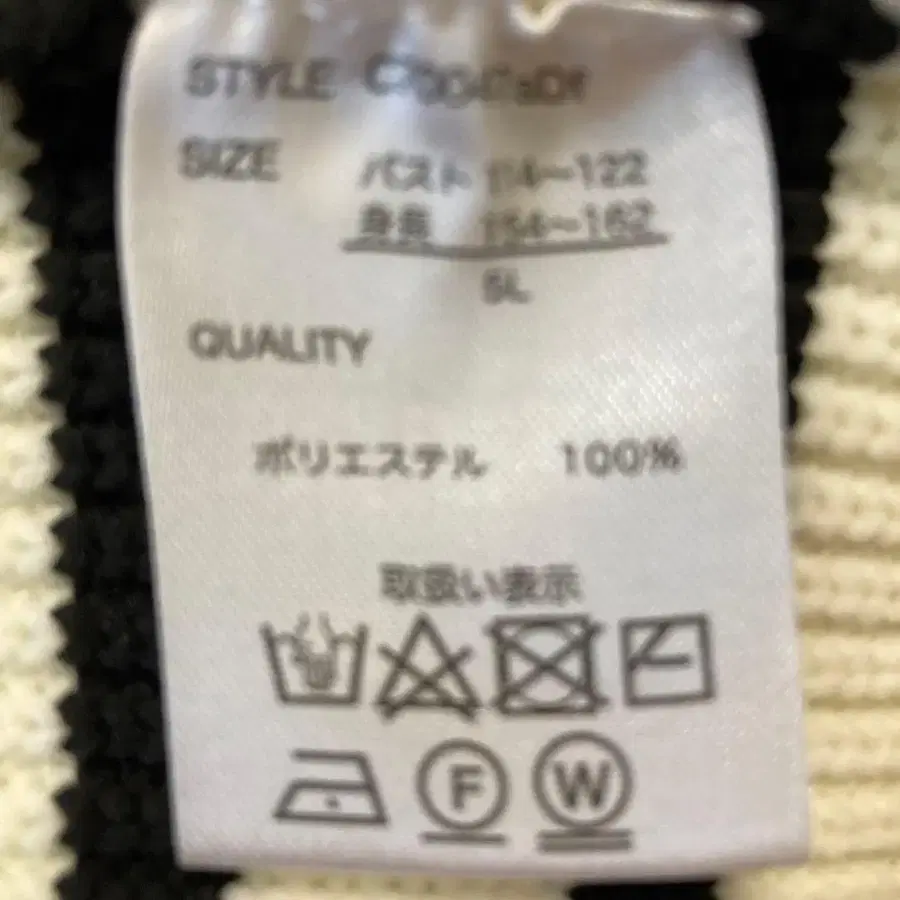 STYLE
SIZE バスト 114~122
身長 154~162
5L
QUALITY
ポリエステル 100%
取扱い表示
F W